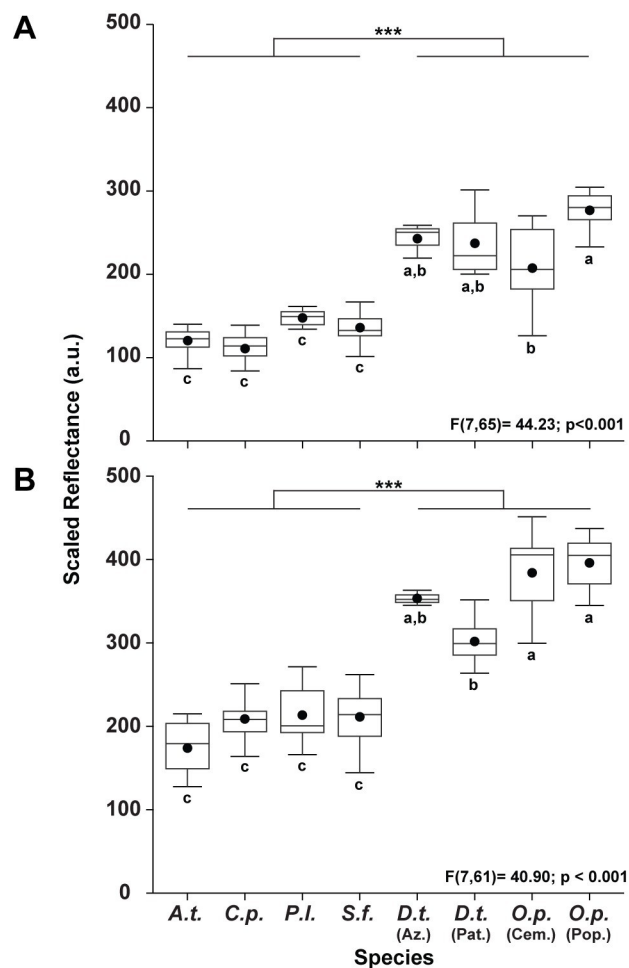 A
500
***
400
300
200
100
0
a,b a,b b a
c c c c
F(7,65)= 44.23; p<0.001
Scaled Reflectance (a.u.)
B
500
***
400
300
200
100
0
a,b b a a
c c c c
F(7,61)= 40.90; p < 0.001
A.t. C.p. P.l. S.f. D.t. D.t. O.p. O.p.
(Az.) (Pat.) (Cem.) (Pop.)
Species